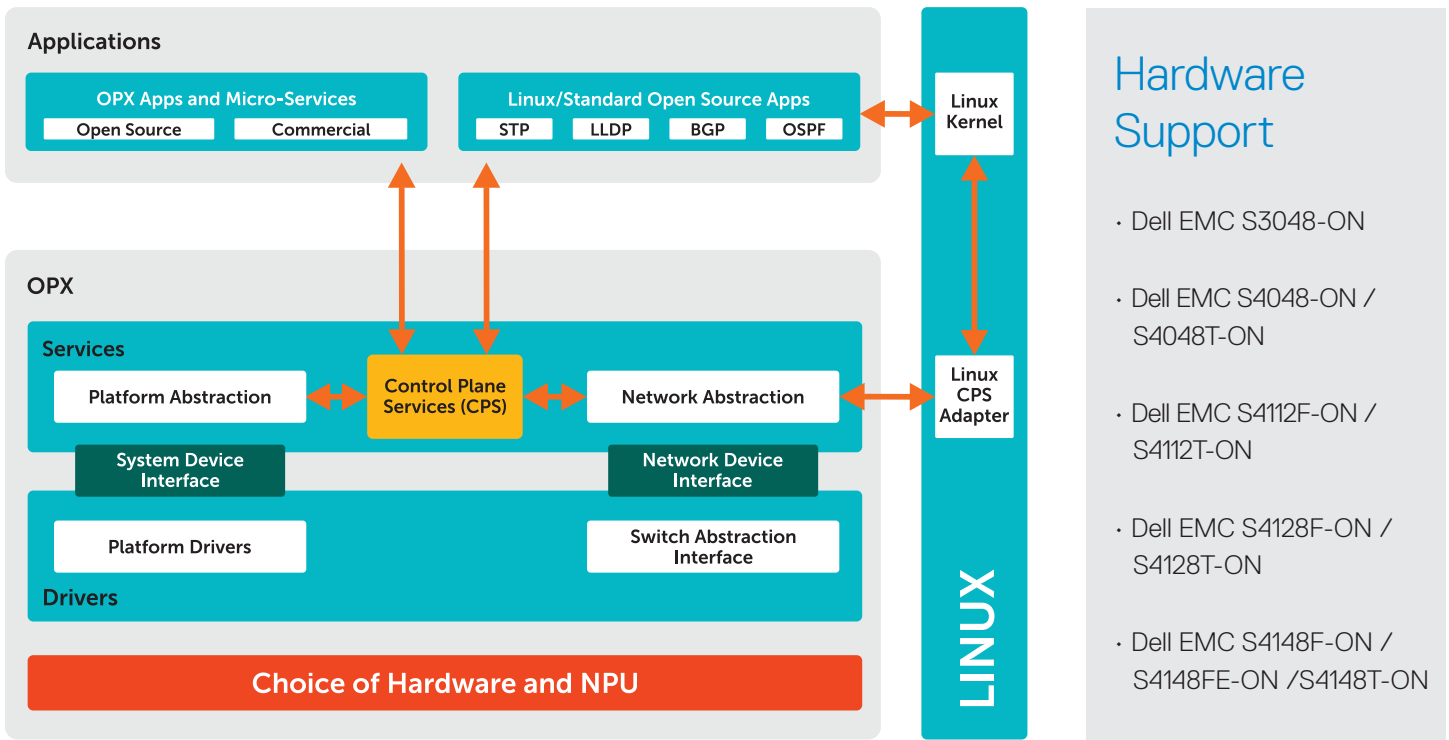 Applications
OPX Apps and Micro-Services
Open Source
Commercial
Linux/Standard Open Source Apps
STP
LLDP
BGP
OSPF
OPX
Services
Platform Abstraction
Control Plane
Services (CPS)
Network Abstraction
System Device
Interface
Network Device
Interface
Platform Drivers
Switch Abstraction
Interface
Drivers
Choice of Hardware and NPU
Linux
Kernel
Linux
CPS
Adapter
LINUX
Hardware
Support
· Dell EMC S3048-ON
· Dell EMC S4048-ON /
S4048T-ON
· Dell EMC S4112F-ON /
S4112T-ON
· Dell EMC S4128F-ON /
S4128T-ON
· Dell EMC S4148F-ON /
S4148FE-ON /S4148T-ON